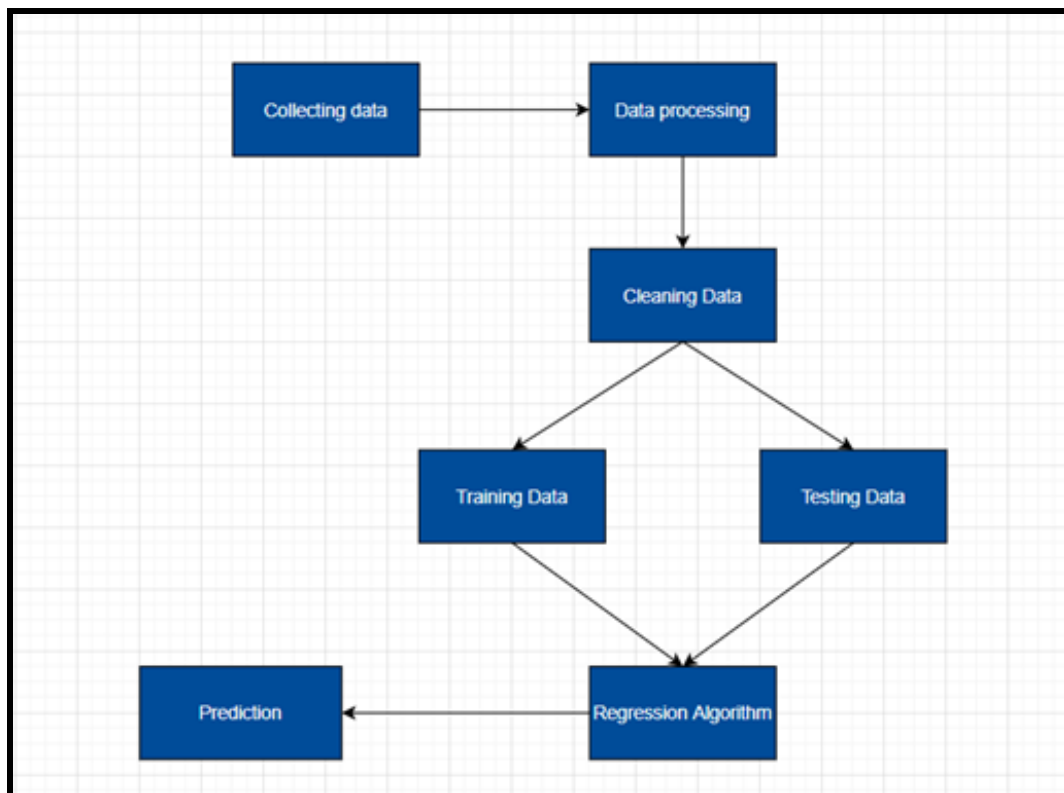 Collecting data
Data processing
Cleaning Data
Training Data
Testing Data
Prediction
Regression Algorithm